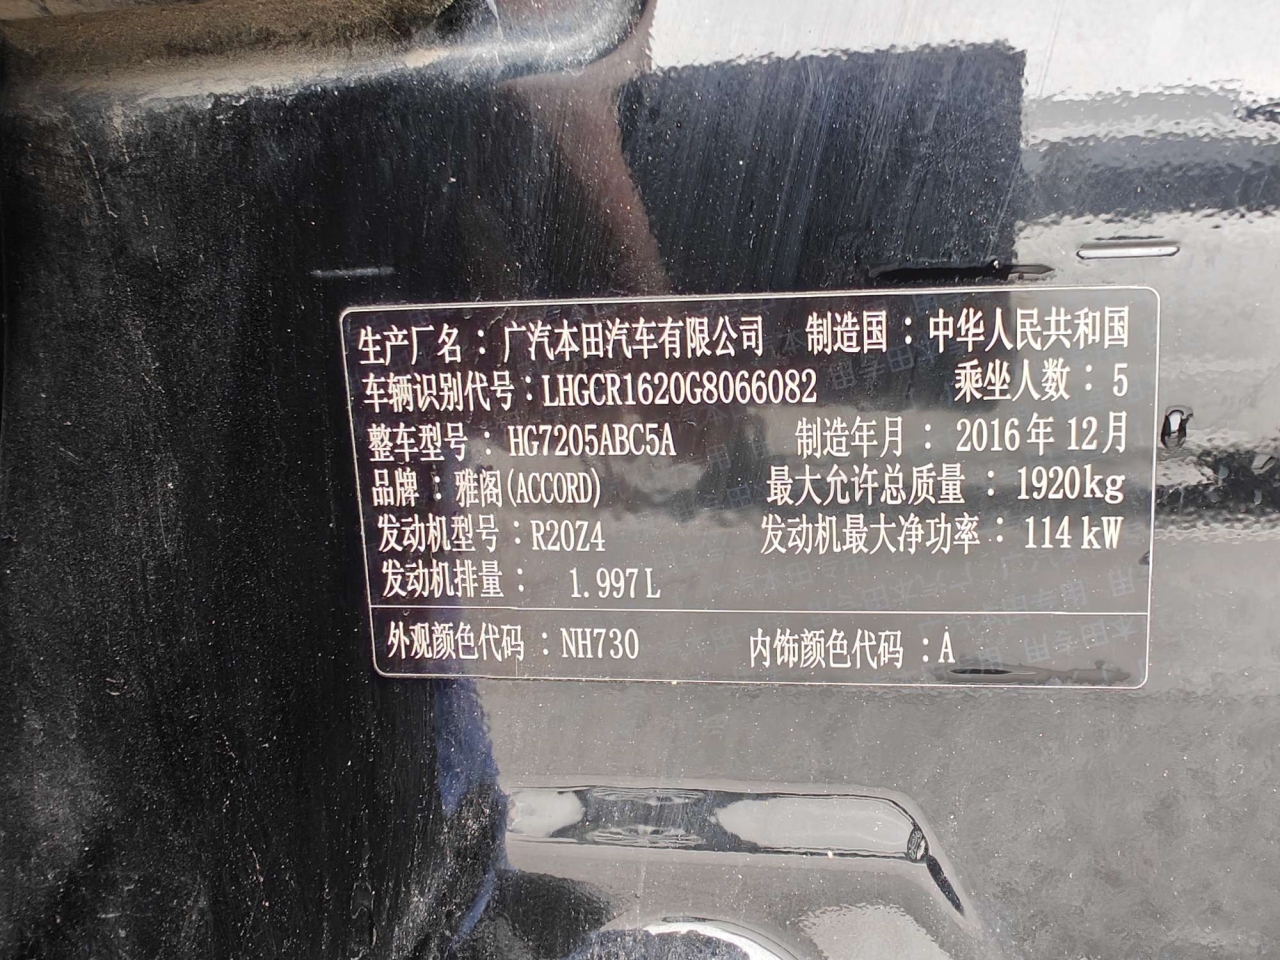 生产厂名：广汽本田汽车有限公司 制造国：中华人民共和国
车辆识别代号：LHGCR1620G8066082 乘坐人数：5
整车型号：HG7205ABC5A 制造年月：2016年12月
品牌：雅阁(ACCORD) 最大允许总质量：1920kg
发动机型号：R20Z4 发动机最大净功率：114kW
发动机排量：1.997L
外观颜色代码：NH730 内饰颜色代码：A